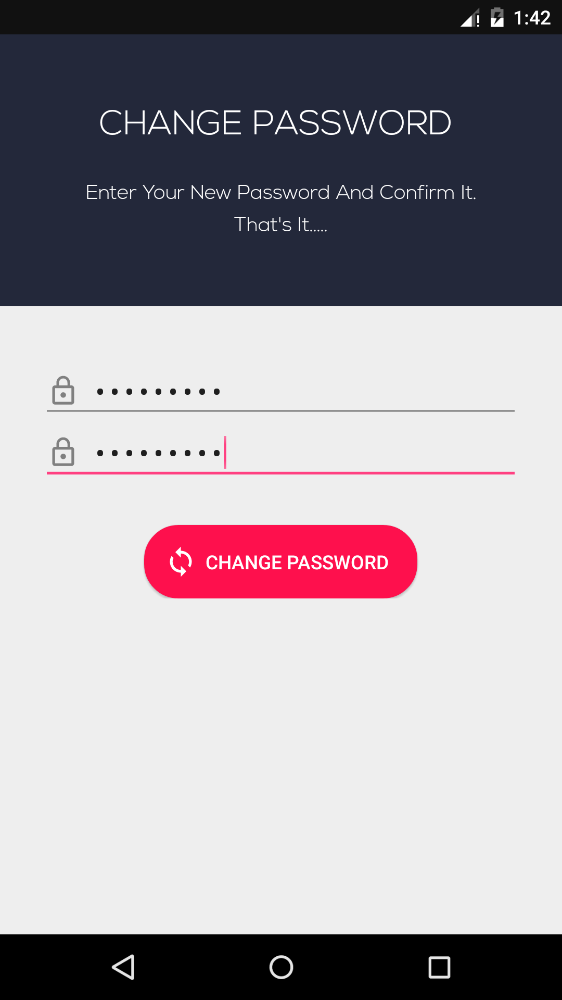 1:42
CHANGE PASSWORD
Enter Your New Password And Confirm It.
That's It.....
•••••••••
•••••••••
CHANGE PASSWORD